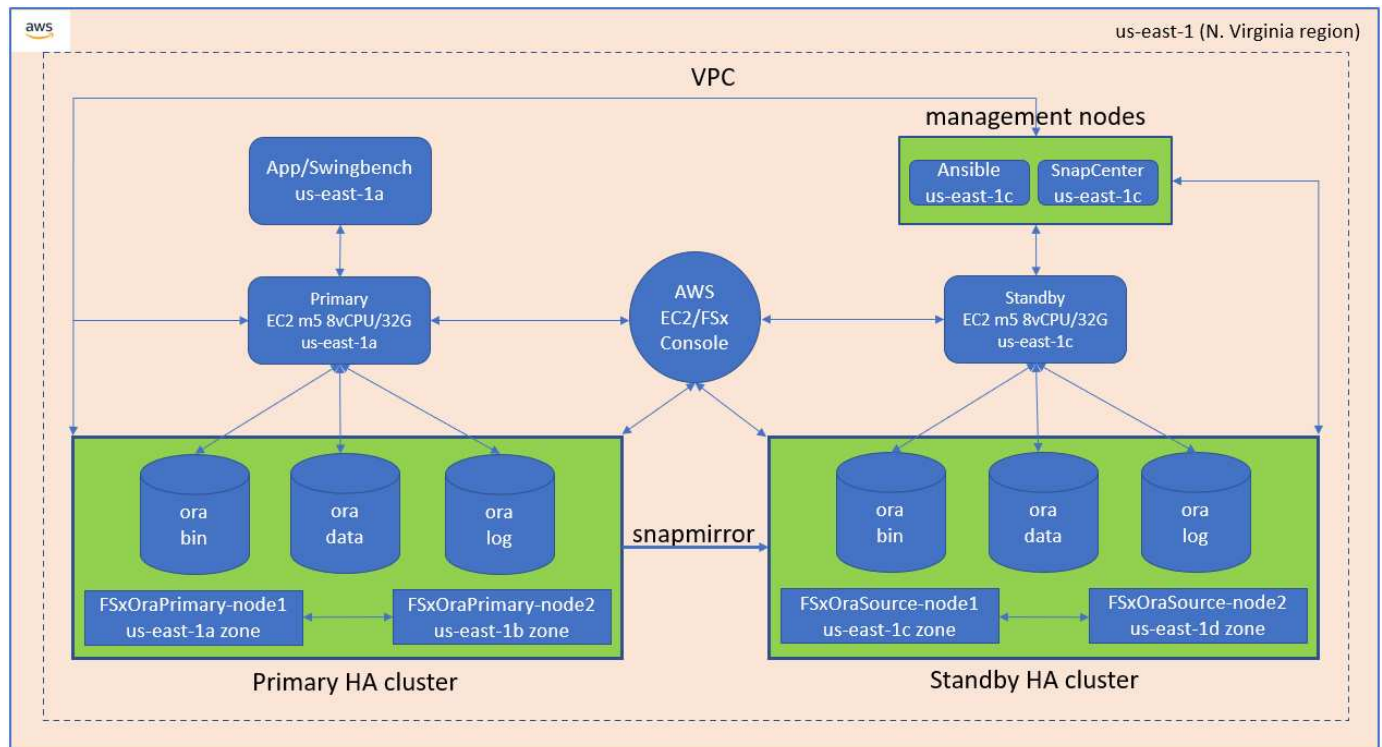 aws
us-east-1 (N. Virginia region)
VPC
management nodes
App/Swingbench
us-east-1a
Ansible
us-east-1c
SnapCenter
us-east-1c
Primary
EC2 m5 8vCPU/32G
us-east-1a
AWS
EC2/FSx
Console
Standby
EC2 m5 8vCPU/32G
us-east-1c
ora
bin
ora
data
ora
log
snapmirror
ora
bin
ora
data
ora
log
FSxOraPrimary-node1
us-east-1a zone
FSxOraPrimary-node2
us-east-1b zone
FSxOraSource-node1
us-east-1c zone
FSxOraSource-node2
us-east-1d zone
Primary HA cluster
Standby HA cluster